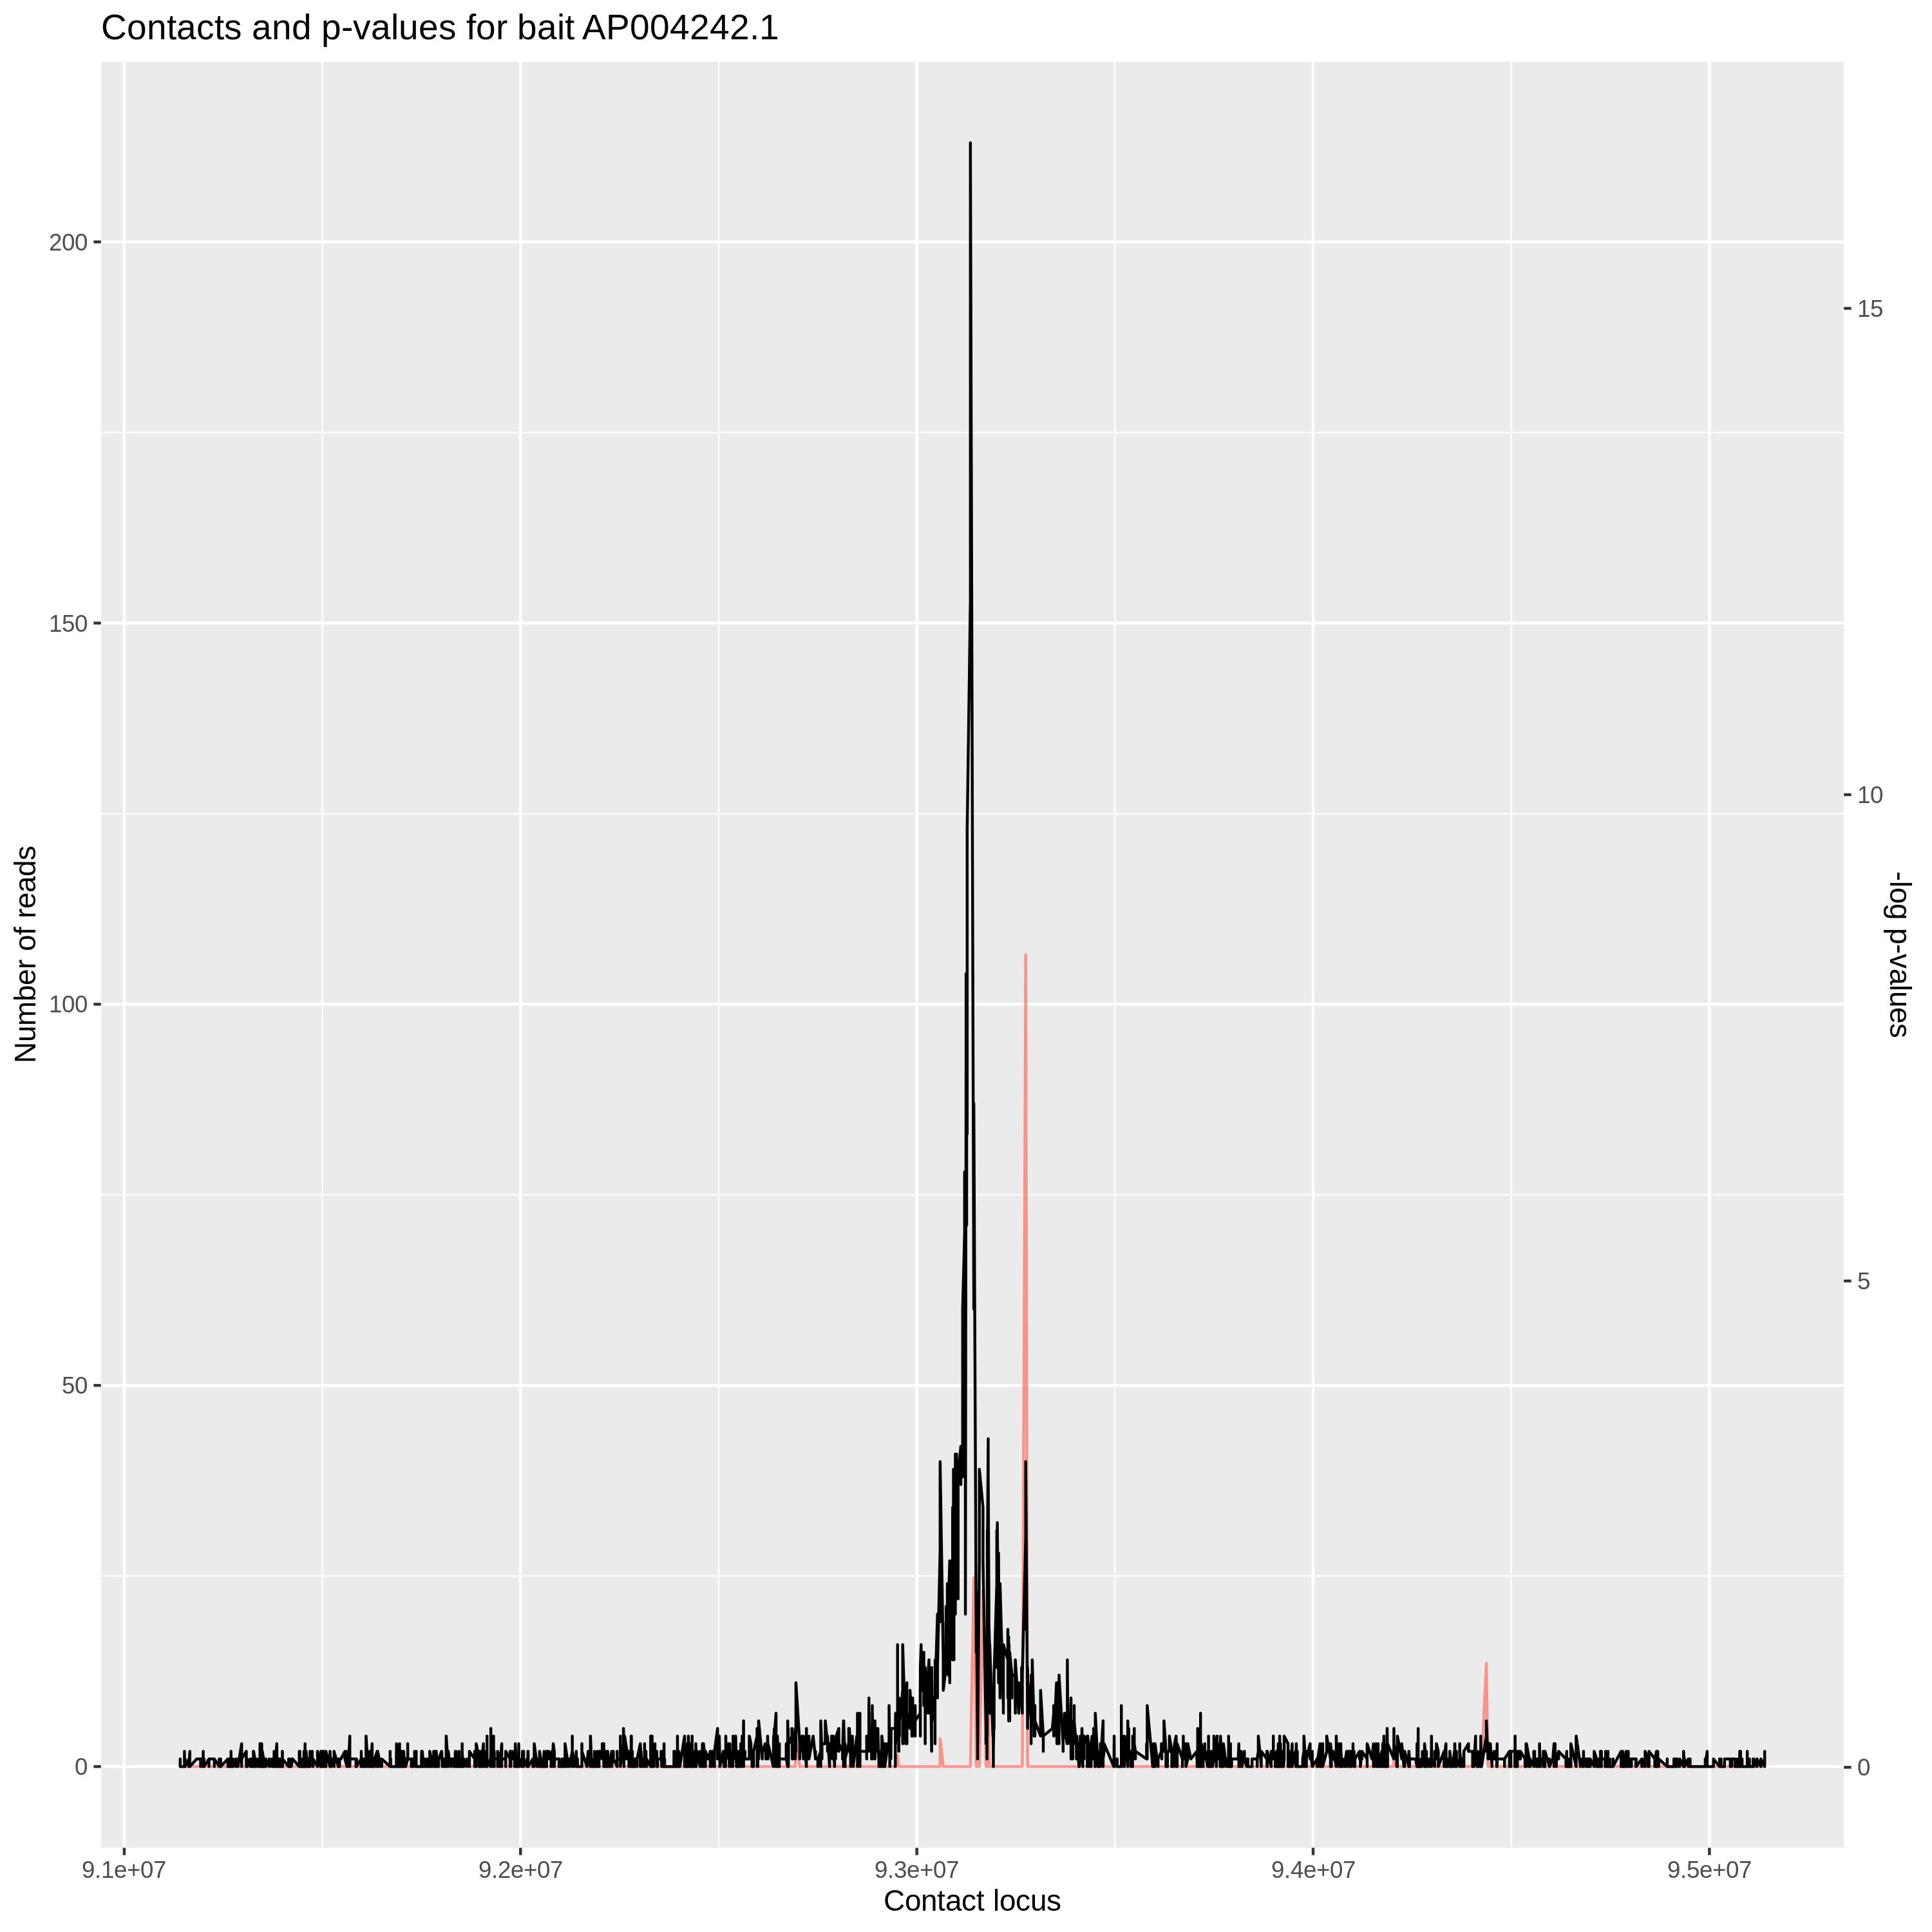 Contacts and p-values for bait AP004242.1
200
150
100
50
0
15
10
5
0
Number of reads
-log p-values
9.1e+07
9.2e+07
9.3e+07
9.4e+07
9.5e+07
Contact locus